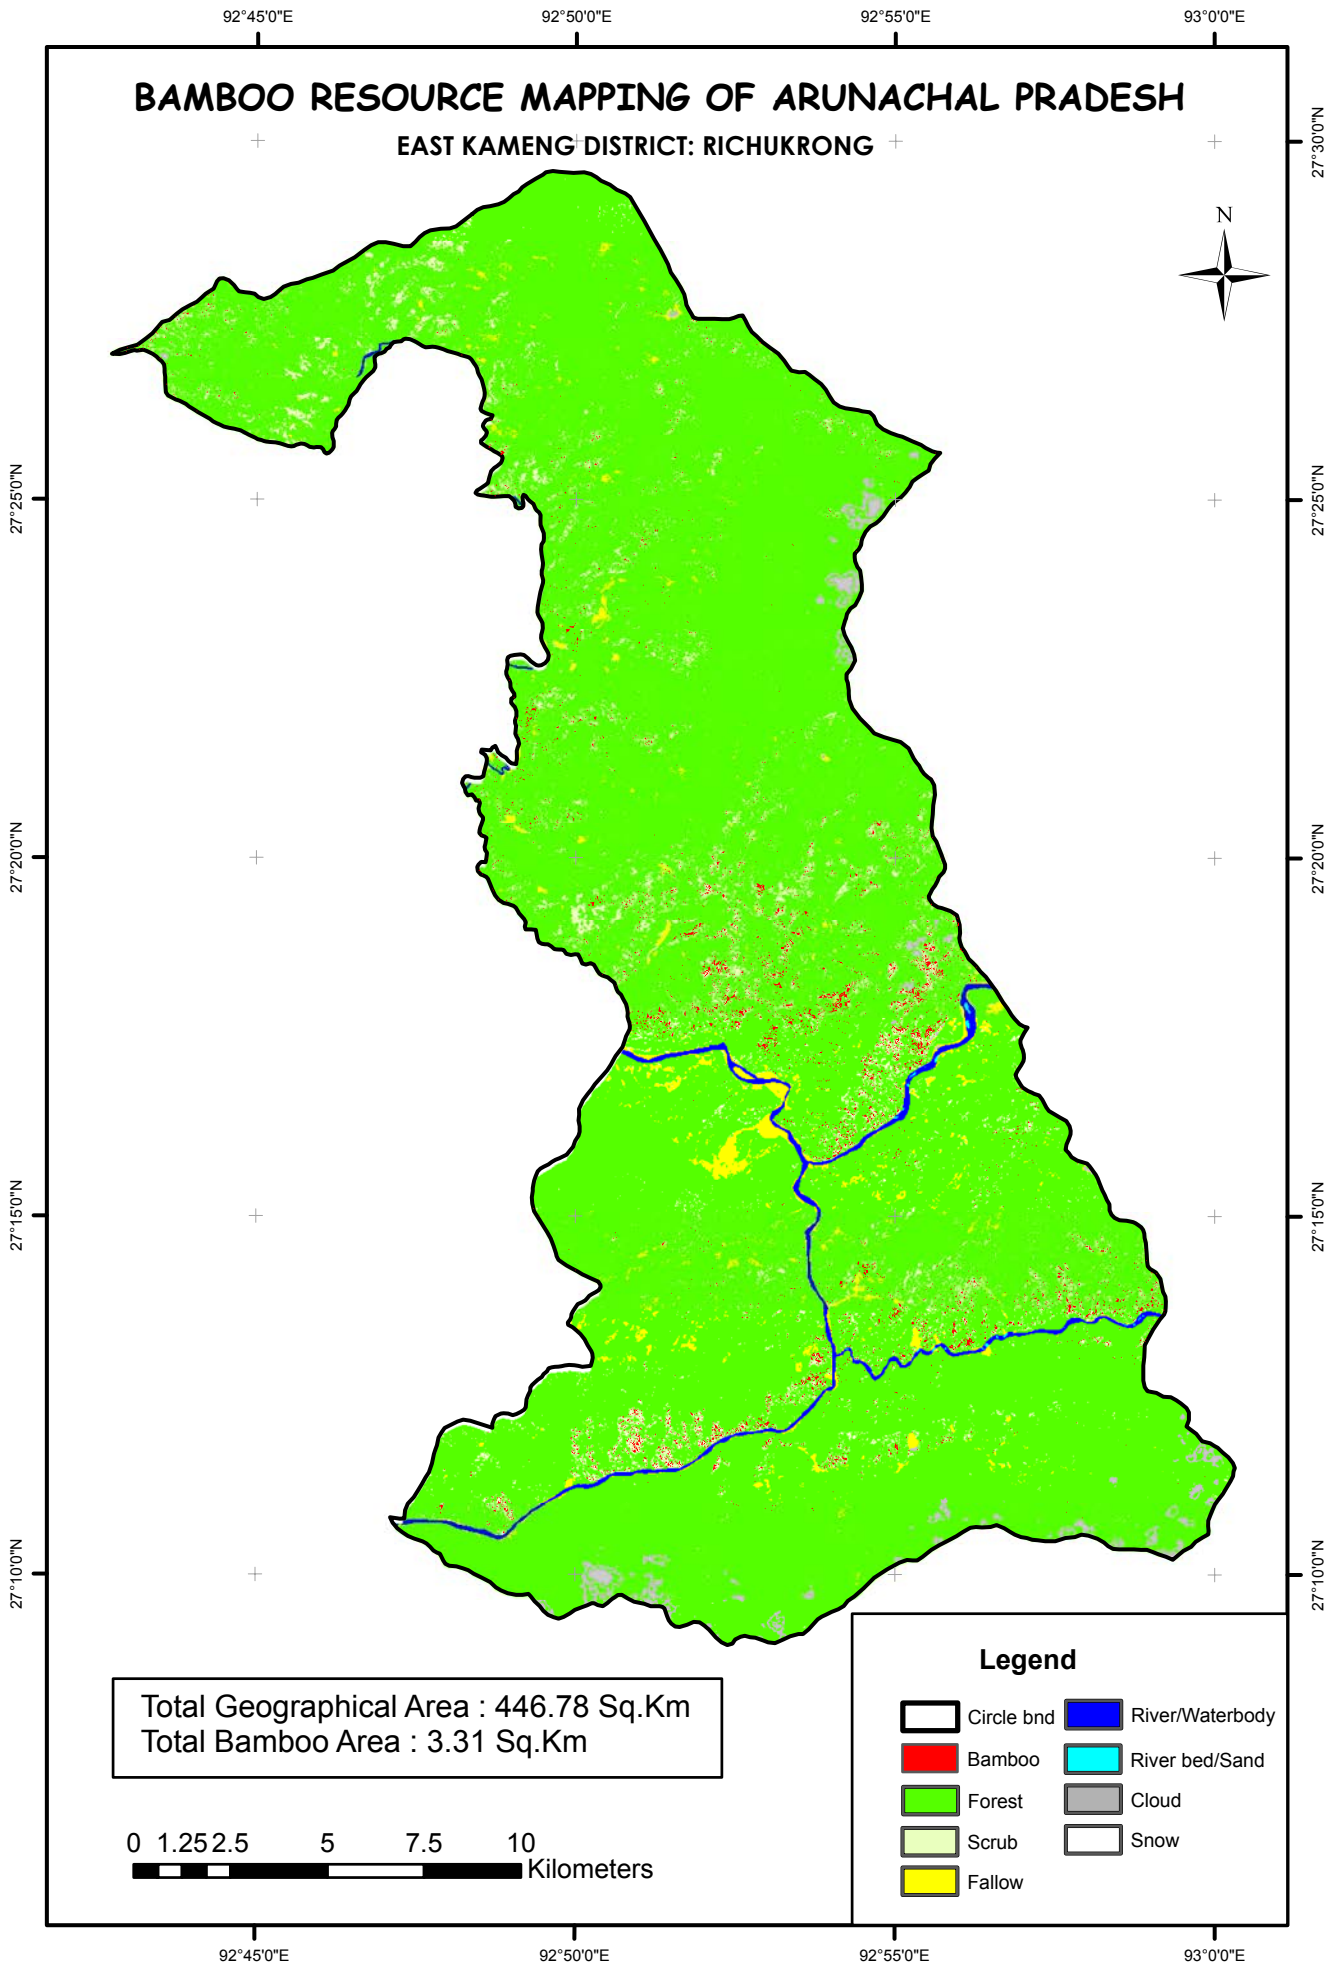 92°45'0"E 92°50'0"E 92°55'0"E 93°0'0"E
BAMBOO RESOURCE MAPPING OF ARUNACHAL PRADESH
EAST KAMENG DISTRICT: RICHUKRONG
27°30'0"N
N
27°25'0"N 27°25'0"N
27°20'0"N 27°20'0"N
27°15'0"N 27°15'0"N
27°10'0"N 27°10'0"N
Total Geographical Area : 446.78 Sq.Km
Total Bamboo Area : 3.31 Sq.Km
0 1.25 2.5 5 7.5 10
Kilometers
Legend
Circle bnd
Bamboo
Forest
Scrub
Fallow
River/Waterbody
River bed/Sand
Cloud
Snow
92°45'0"E 92°50'0"E 92°55'0"E 93°0'0"E